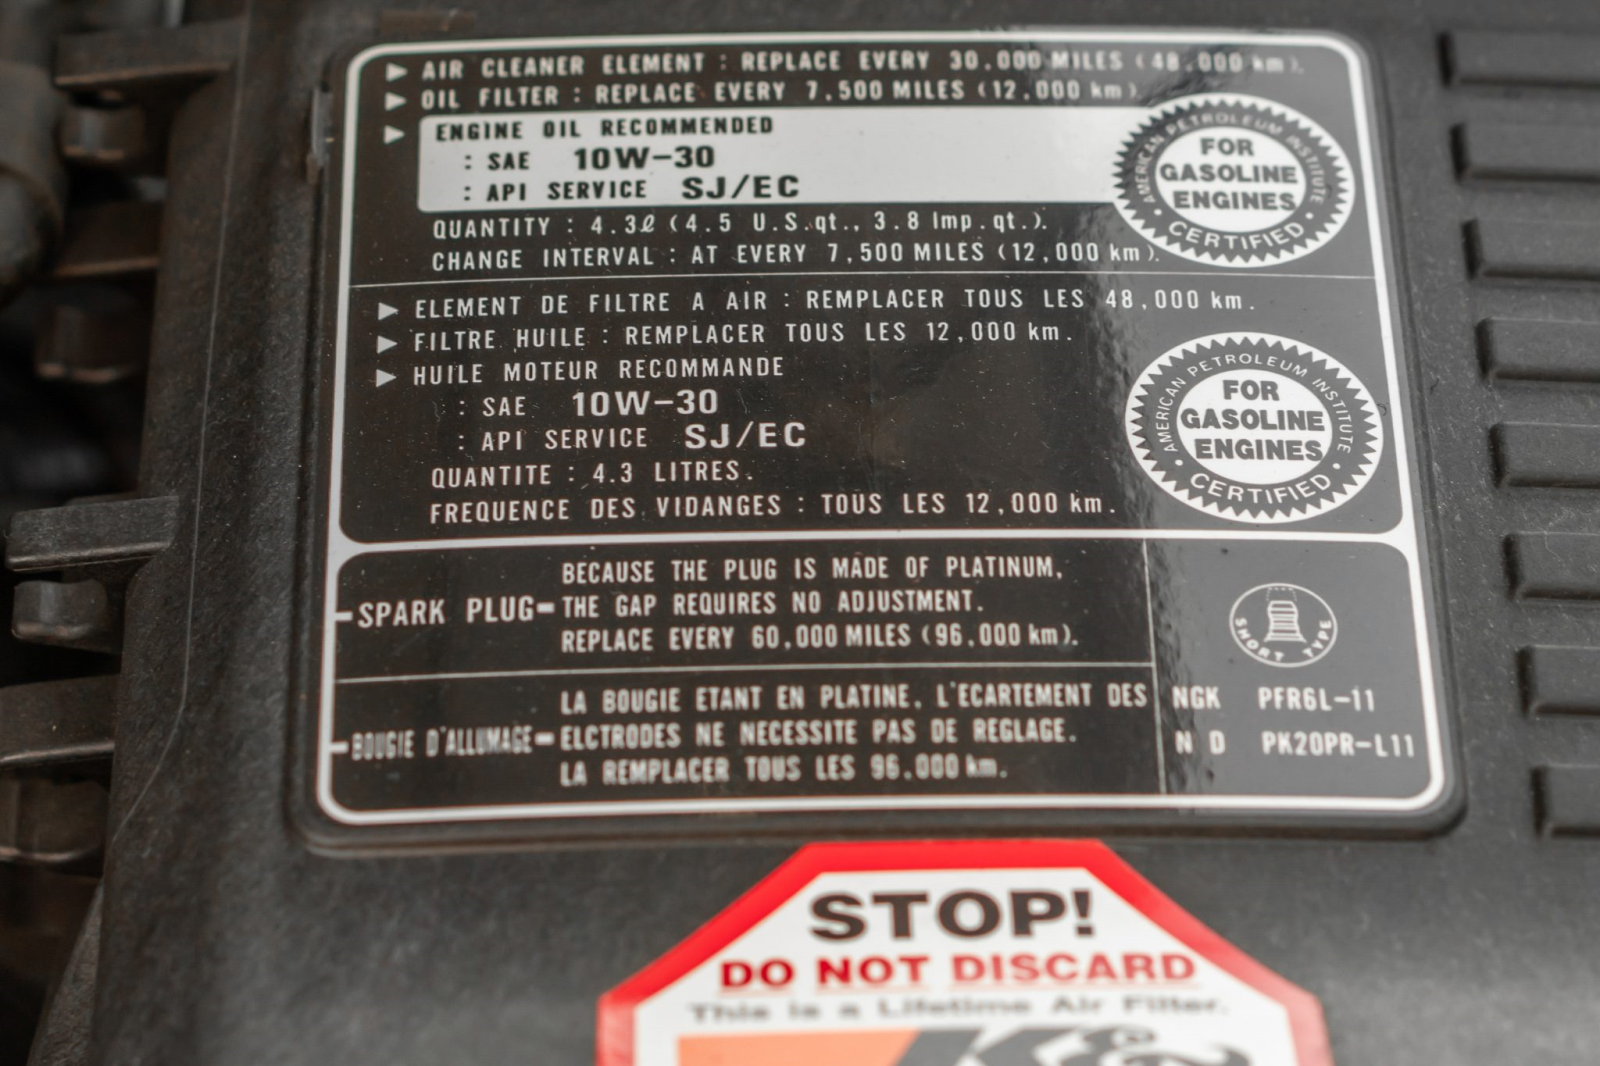 ▶ AIR CLEANER ELEMENT : REPLACE EVERY 30,000 MILES (48,000 km).
▶ OIL FILTER : REPLACE EVERY 7,500 MILES (12,000 km).
▶ ENGINE OIL RECOMMENDED
: SAE 10W-30
: API SERVICE SJ/EC
AMERICAN PETROLEUM INSTITUTE
FOR
GASOLINE
ENGINES
• CERTIFIED •
QUANTITY : 4.3ℓ (4.5 U.S.qt., 3.8 Imp.qt.).
CHANGE INTERVAL : AT EVERY 7,500 MILES (12,000 km).
▶ ELEMENT DE FILTRE A AIR : REMPLACER TOUS LES 48,000 km.
▶ FILTRE HUILE : REMPLACER TOUS LES 12,000 km.
▶ HUILE MOTEUR RECOMMANDE
: SAE 10W-30
: API SERVICE SJ/EC
AMERICAN PETROLEUM INSTITUTE
FOR
GASOLINE
ENGINES
• CERTIFIED •
QUANTITE : 4.3 LITRES.
FREQUENCE DES VIDANGES : TOUS LES 12,000 km.
SPARK PLUG
BECAUSE THE PLUG IS MADE OF PLATINUM,
THE GAP REQUIRES NO ADJUSTMENT.
REPLACE EVERY 60,000 MILES (96,000 km).
BOUGIE D'ALLUMAGE
LA BOUGIE ETANT EN PLATINE, L'ECARTEMENT DES
ELCTRODES NE NECESSITE PAS DE REGLAGE.
LA REMPLACER TOUS LES 96,000 km.
SHORT TYPE
NGK PFR6L-11
N D PK20PR-L11
STOP!
DO NOT DISCARD
This is a Lifetime Air Filter.